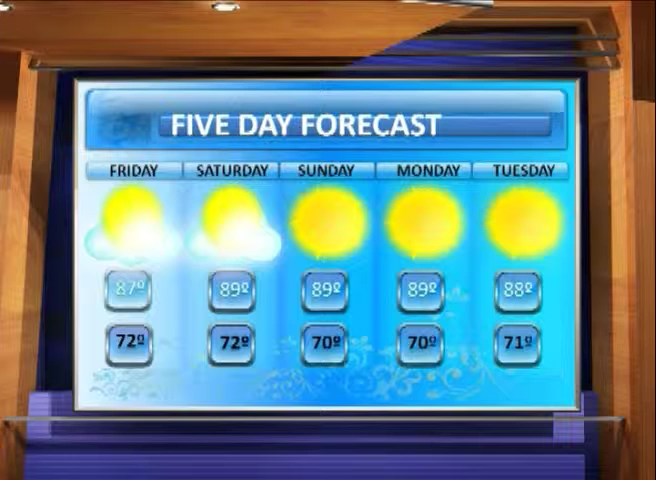 FIVE DAY FORECAST
FRIDAY SATURDAY SUNDAY MONDAY TUESDAY
87º 89º 89º 89º 88º
72º 72º 70º 70º 71º